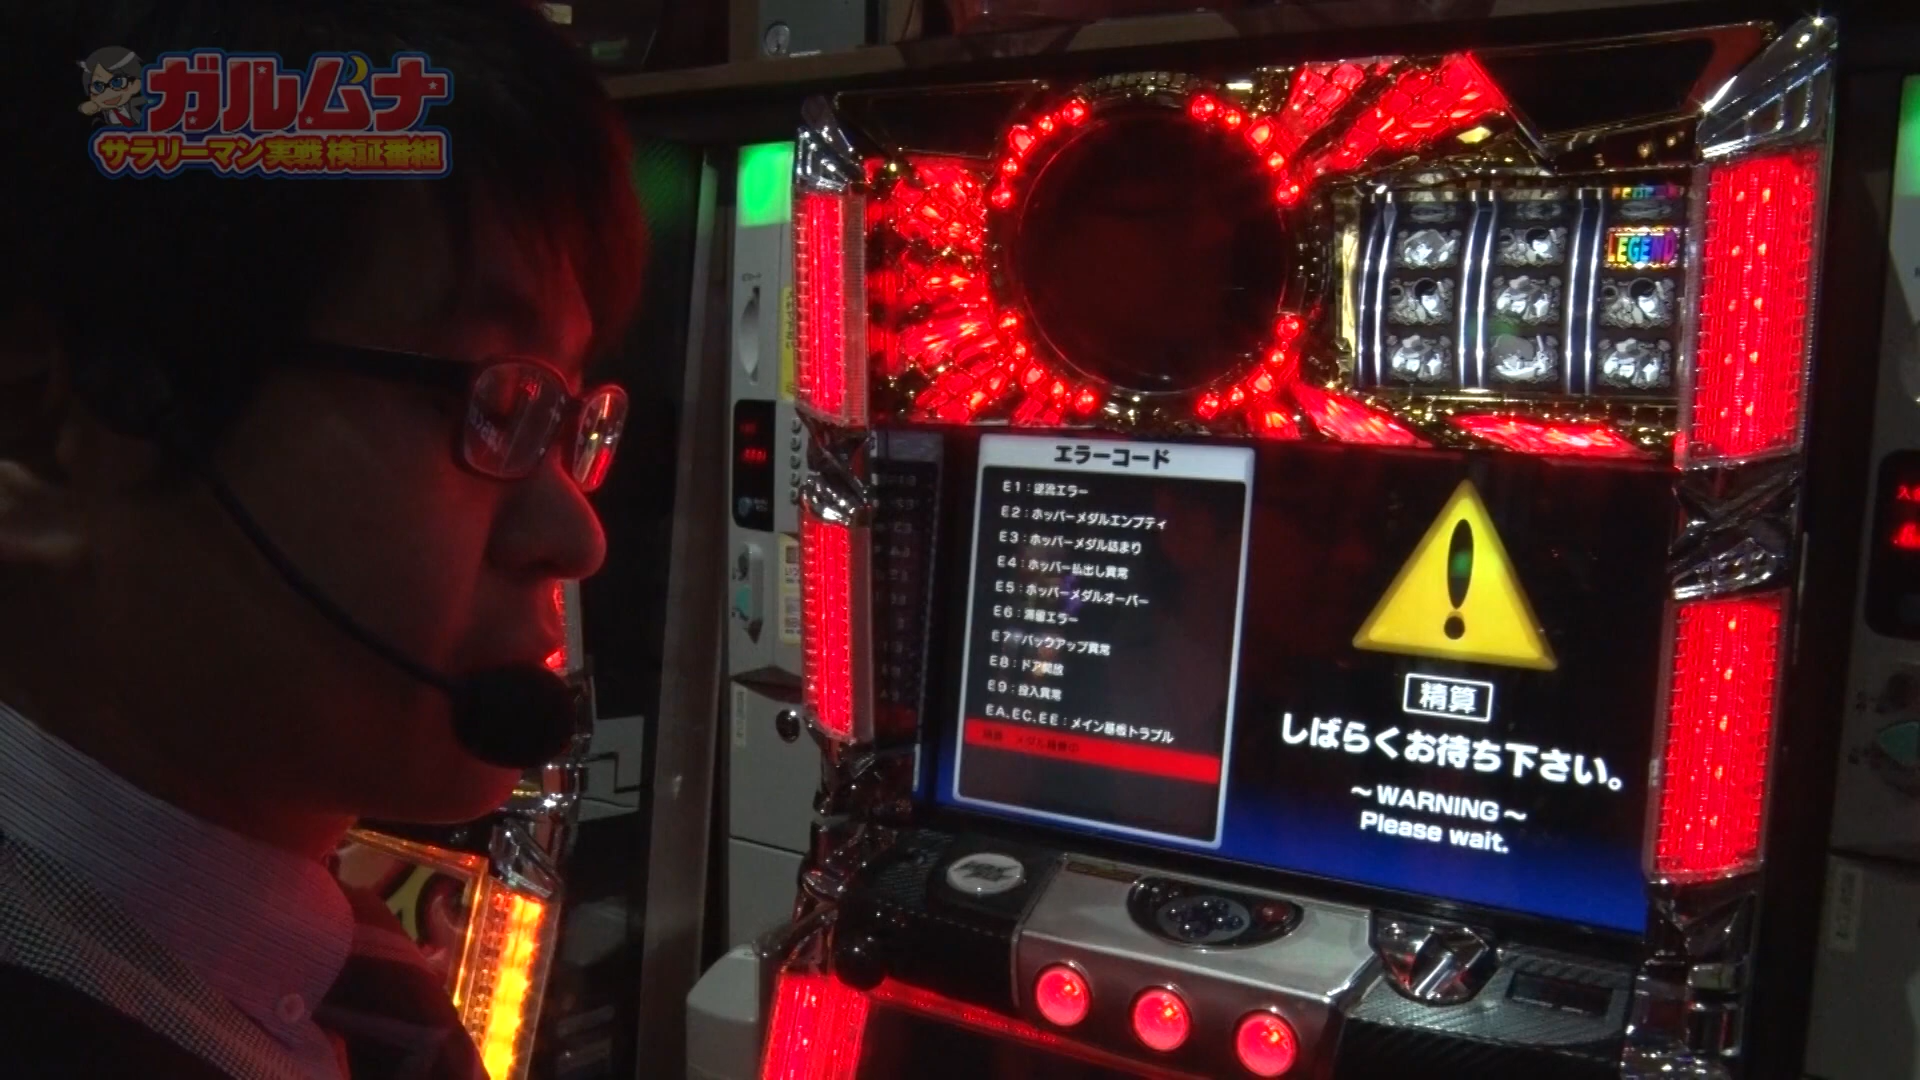 ガルムナ
サラリーマン実戦検証番組
LEGEND
エラーコード
E1:逆流エラー
E2:ホッパーメダルエンプティ
E3:ホッパーメダル詰まり
E4:ホッパー払出し異常
E5:ホッパーメダルオーバー
E6:満曹エラー
E7:バックアップ異常
E8:ドア開放
E9:投入異常
EA,EC,EE:メイン基板トラブル
精算
しばらくお待ち下さい。
～WARNING～
Please wait.